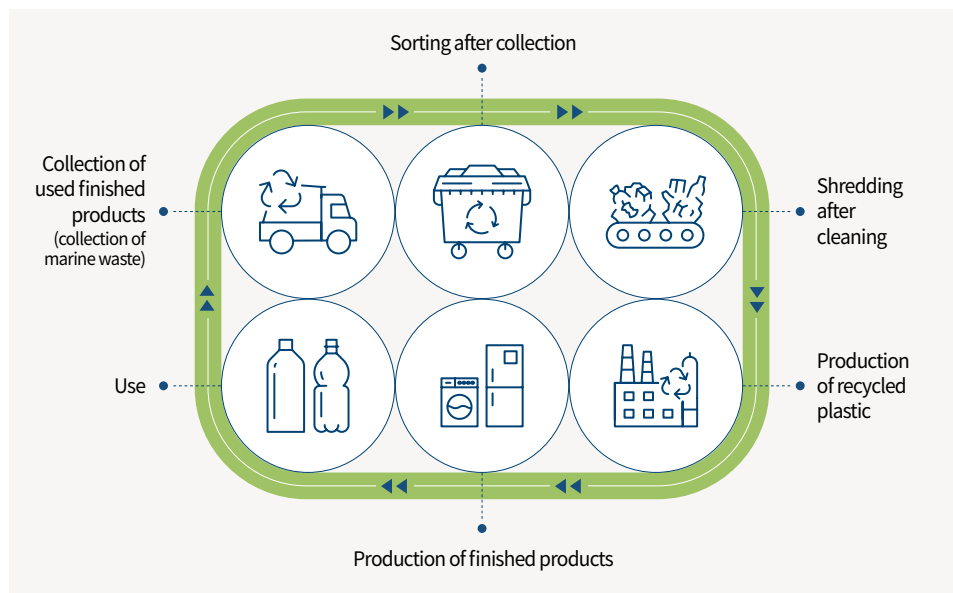 Sorting after collection
Collection of
used finished
products
(collection of
marine waste)
Shredding
after
cleaning
Use
Production
of recycled
plastic
Production of finished products